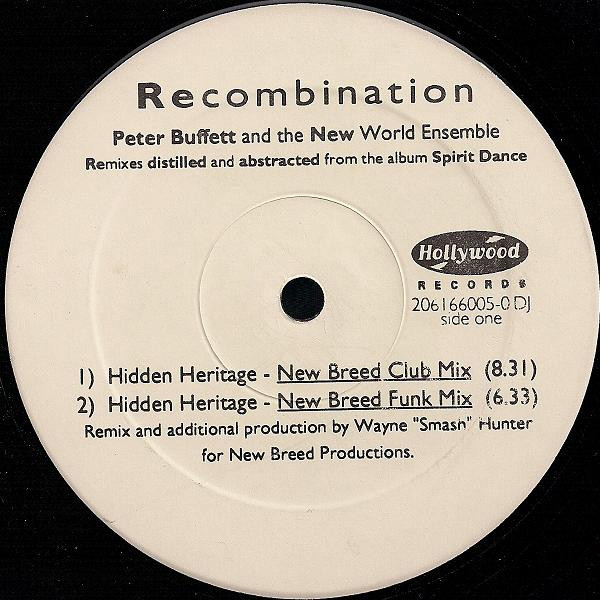 Recombination
Peter Buffett and the New World Ensemble
Remixes distilled and abstracted from the album Spirit Dance
Hollywood
RECORDS
206166005-0 DJ
side one
1) Hidden Heritage - New Breed Club Mix (8.31)
2) Hidden Heritage - New Breed Funk Mix (6.33)
Remix and additional production by Wayne "Smash" Hunter
for New Breed Productions.